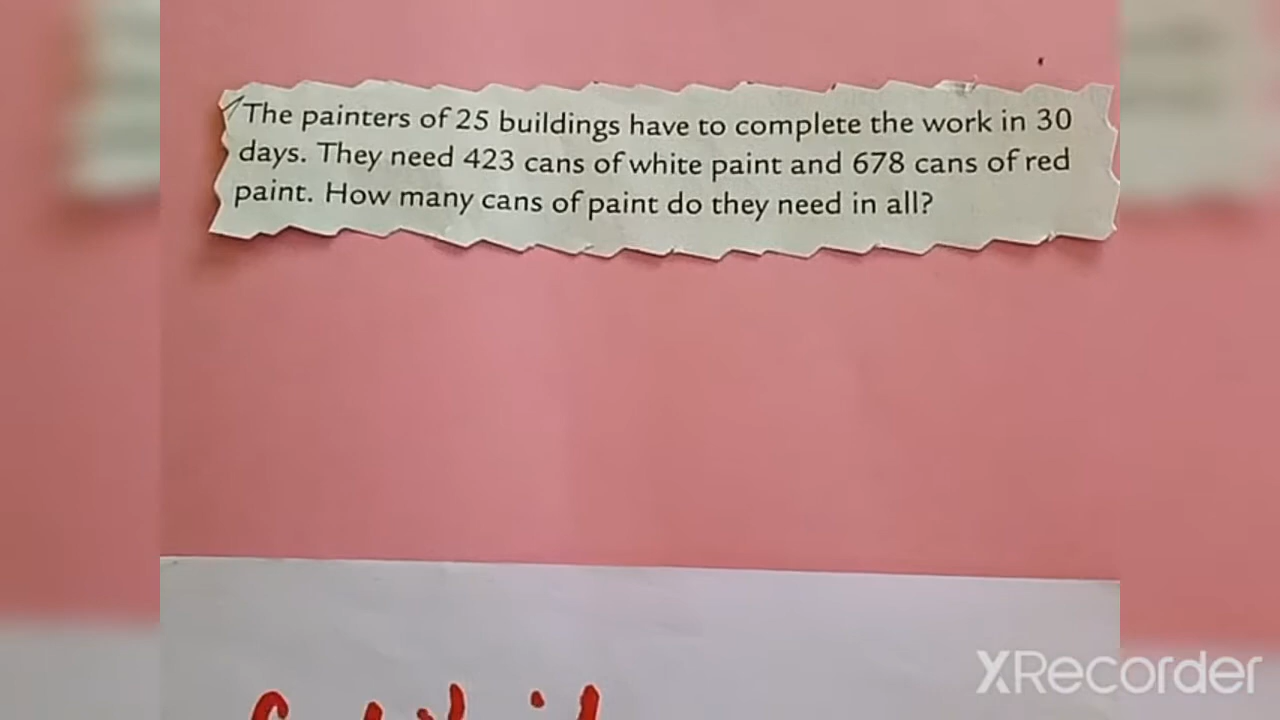 The painters of 25 buildings have to complete the work in 30
days. They need 423 cans of white paint and 678 cans of red
paint. How many cans of paint do they need in all?
XRecorder